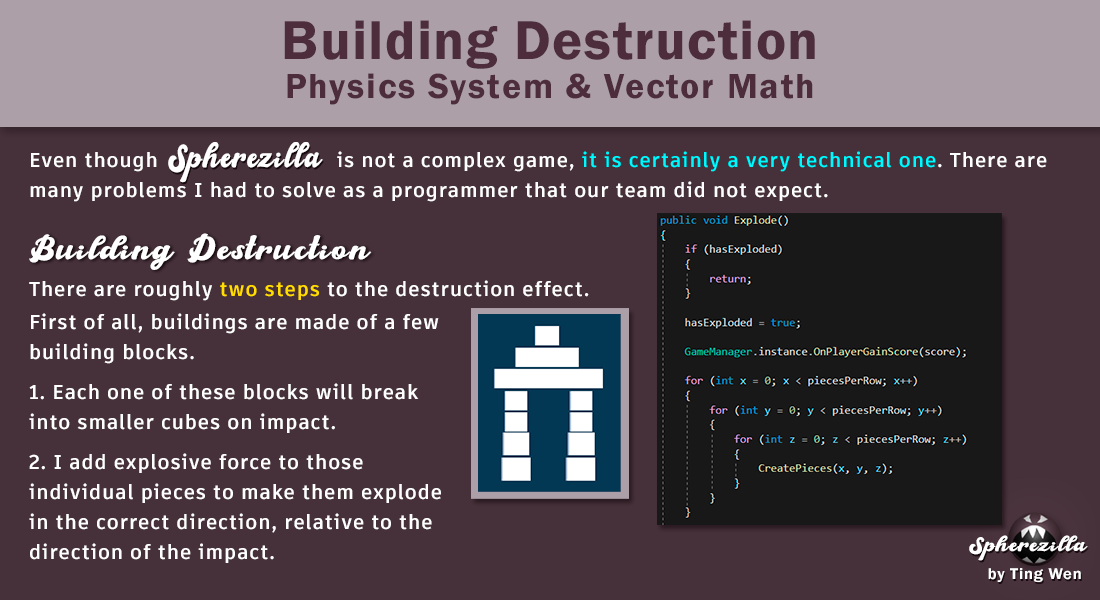 Building Destruction
Physics System & Vector Math
Even though Spherezilla is not a complex game, it is certainly a very technical one. There are
many problems I had to solve as a programmer that our team did not expect.
Building Destruction
There are roughly two steps to the destruction effect.
First of all, buildings are made of a few
building blocks.
1. Each one of these blocks will break
into smaller cubes on impact.
2. I add explosive force to those
individual pieces to make them explode
in the correct direction, relative to the
direction of the impact.
public void Explode()
{
if (hasExploded)
{
return;
}
hasExploded = true;
GameManager.instance.OnPlayerGainScore(score);
for (int x = 0; x < piecesPerRow; x++)
{
for (int y = 0; y < piecesPerRow; y++)
{
for (int z = 0; z < piecesPerRow; z++)
{
CreatePieces(x, y, z);
}
}
}
Spherezilla
by Ting Wen